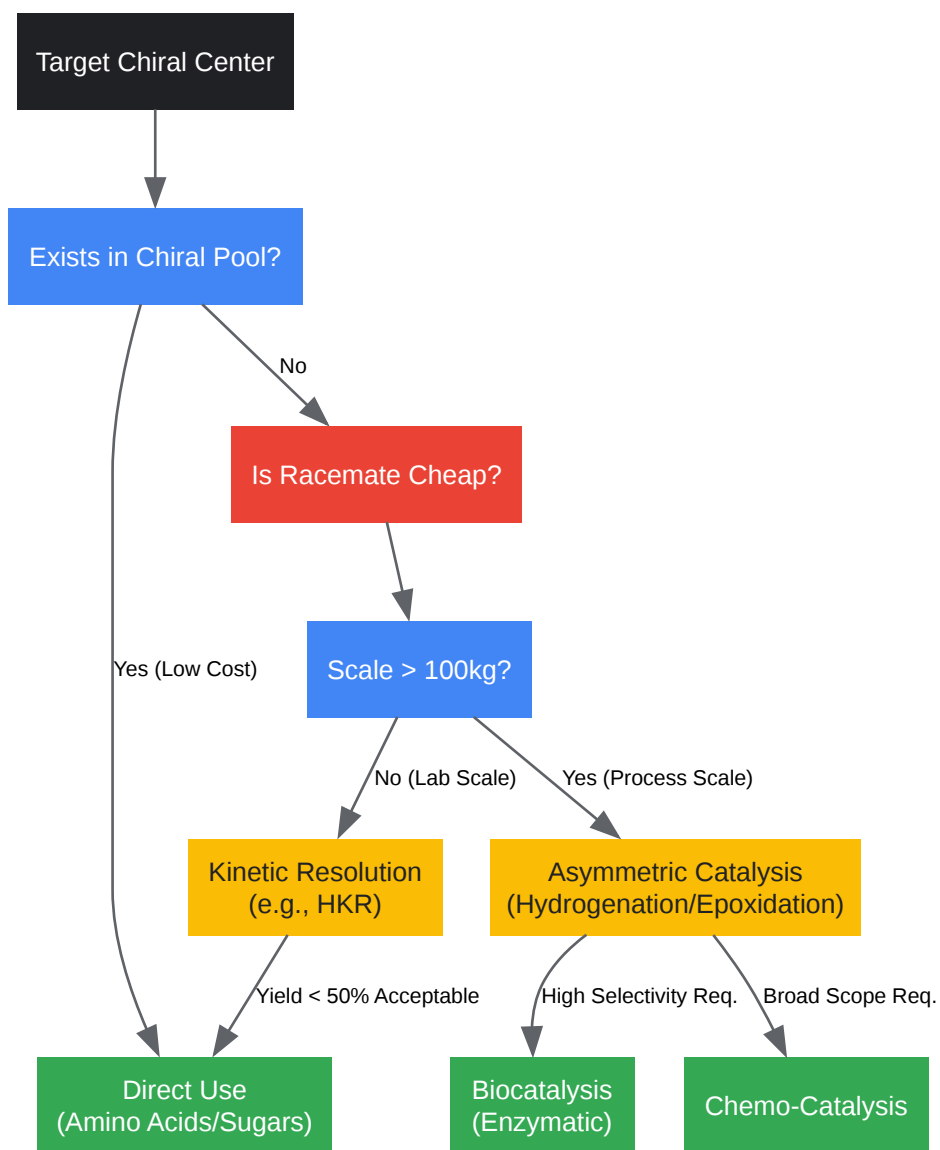 Target Chiral Center
Exists in Chiral Pool?
No
Is Racemate Cheap?
Yes (Low Cost)
Scale > 100kg?
No (Lab Scale)
Yes (Process Scale)
Kinetic Resolution
(e.g., HKR)
Asymmetric Catalysis
(Hydrogenation/Epoxidation)
Yield < 50% Acceptable
High Selectivity Req.
Broad Scope Req.
Direct Use
(Amino Acids/Sugars)
Biocatalysis
(Enzymatic)
Chemo-Catalysis